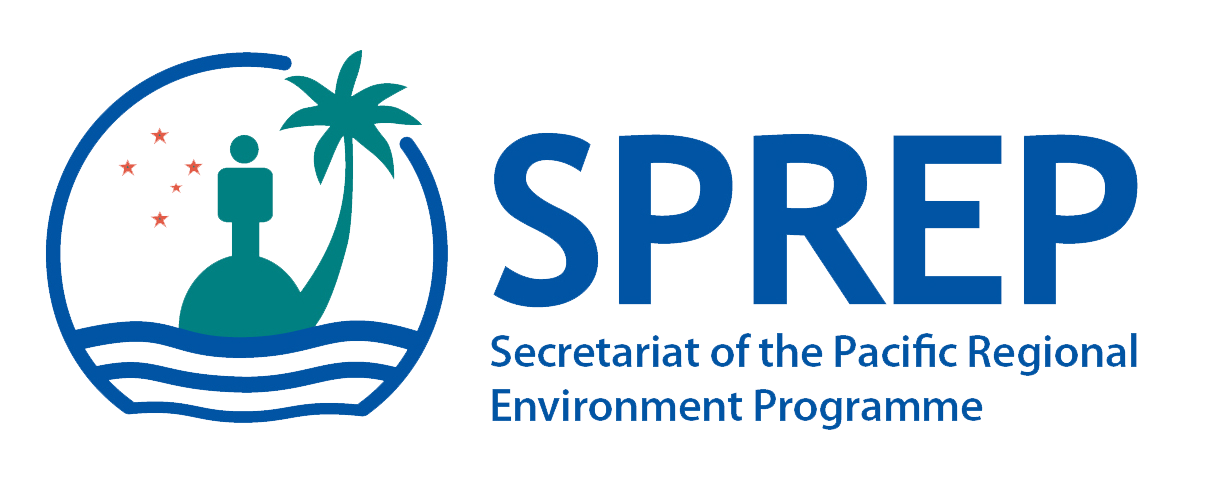 SPREP
Secretariat of the Pacific Regional
Environment Programme